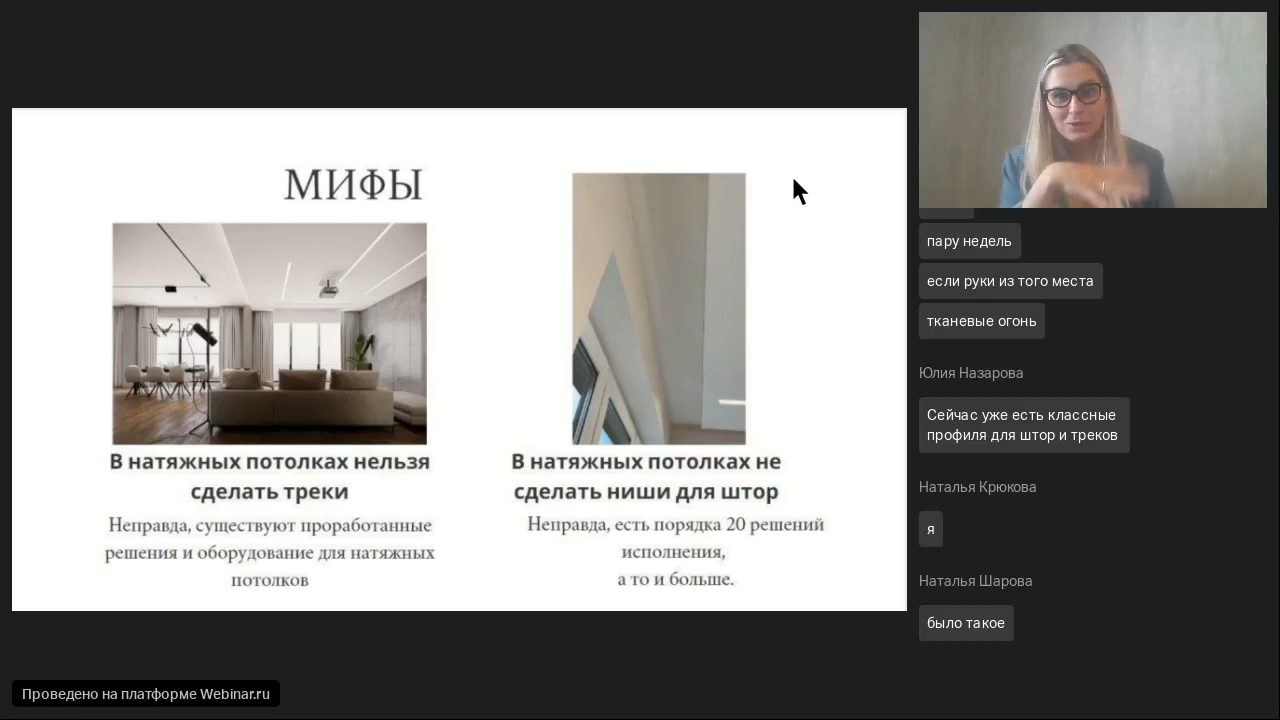 МИФЫ
В натяжных потолках нельзя
сделать треки
Неправда, существуют проработанные
решения и оборудование для натяжных
потолков
В натяжных потолках не
сделать ниши для штор
Неправда, есть порядка 20 решений
исполнения,
а то и больше.
пару недель
если руки из того места
тканевые огонь
Юлия Назарова
Сейчас уже есть классные
профиля для штор и треков
Наталья Крюкова
я
Наталья Шарова
было такое
Проведено на платформе Webinar.ru